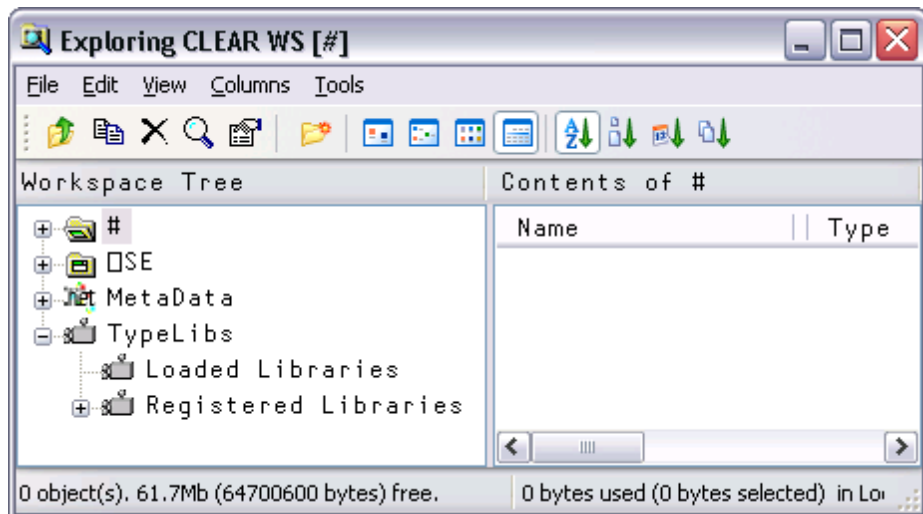 Exploring CLEAR WS [#]
File Edit View Columns Tools
Workspace Tree
Contents of #
#
⎕SE
.net MetaData
TypeLibs
Loaded Libraries
Registered Libraries
Name Type
0 object(s). 61.7Mb (64700600 bytes) free.
0 bytes used (0 bytes selected) in